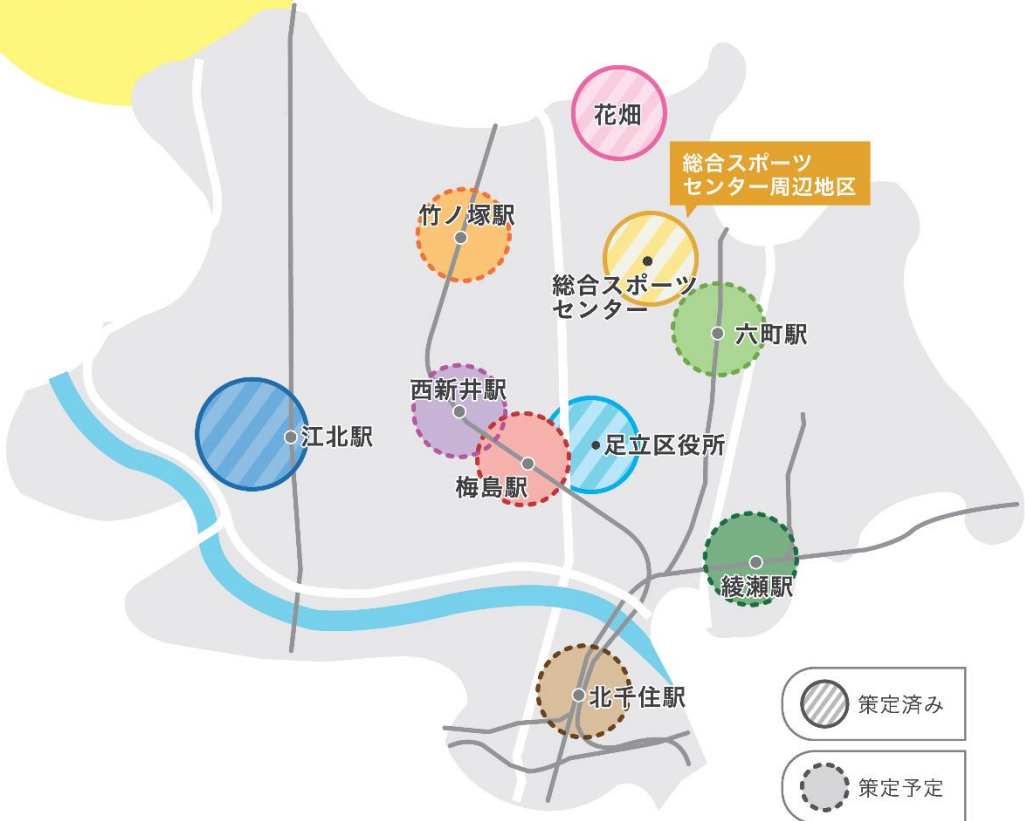 花畑
総合スポーツ
センター周辺地区
竹ノ塚駅
総合スポーツ
センター
六町駅
西新井駅
江北駅
足立区役所
梅島駅
綾瀬駅
北千住駅
策定済み
策定予定